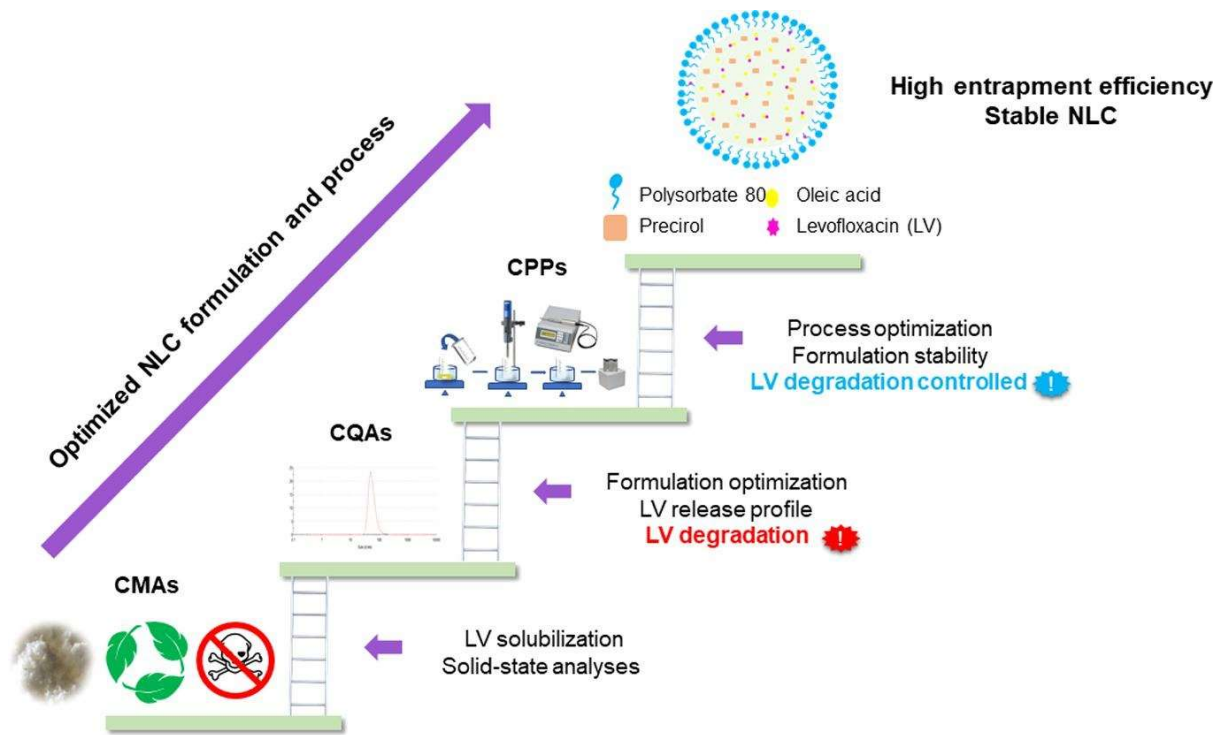 High entrapment efficiency
Stable NLC
Optimized NLC formulation and process
Polysorbate 80
Oleic acid
Precirol
Levofloxacin (LV)
CPPs
Process optimization
Formulation stability
LV degradation controlled !
CQAs
Formulation optimization
LV release profile
LV degradation !
CMAs
LV solubilization
Solid-state analyses